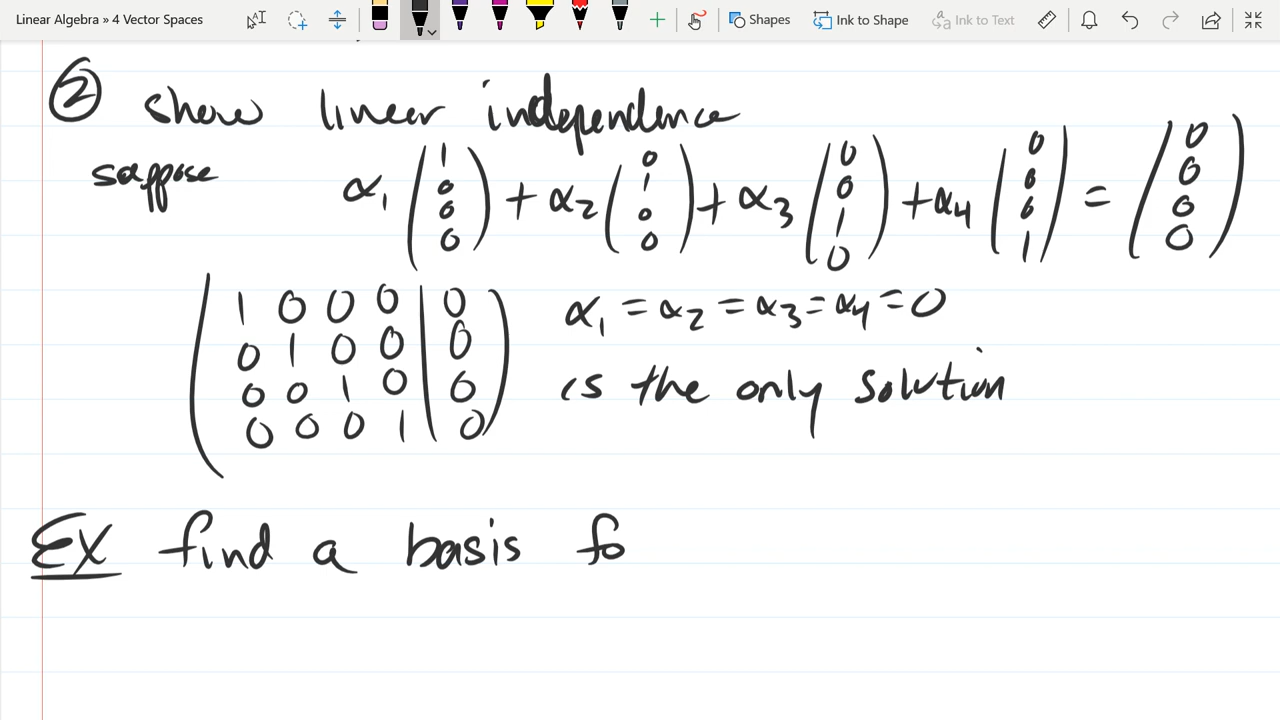 Linear Algebra » 4 Vector Spaces
Shapes
Ink to Shape
Ink to Text
② show linear independence
suppose α₁ (1 0 0 0) + α₂ (0 1 0 0) + α₃ (0 0 1 0) + α₄ (0 0 0 1) = (0 0 0 0)
1 0 0 0 | 0
0 1 0 0 | 0
0 0 1 0 | 0
0 0 0 1 | 0
α₁ = α₂ = α₃ = α₄ = 0
is the only solution
EX find a basis fo